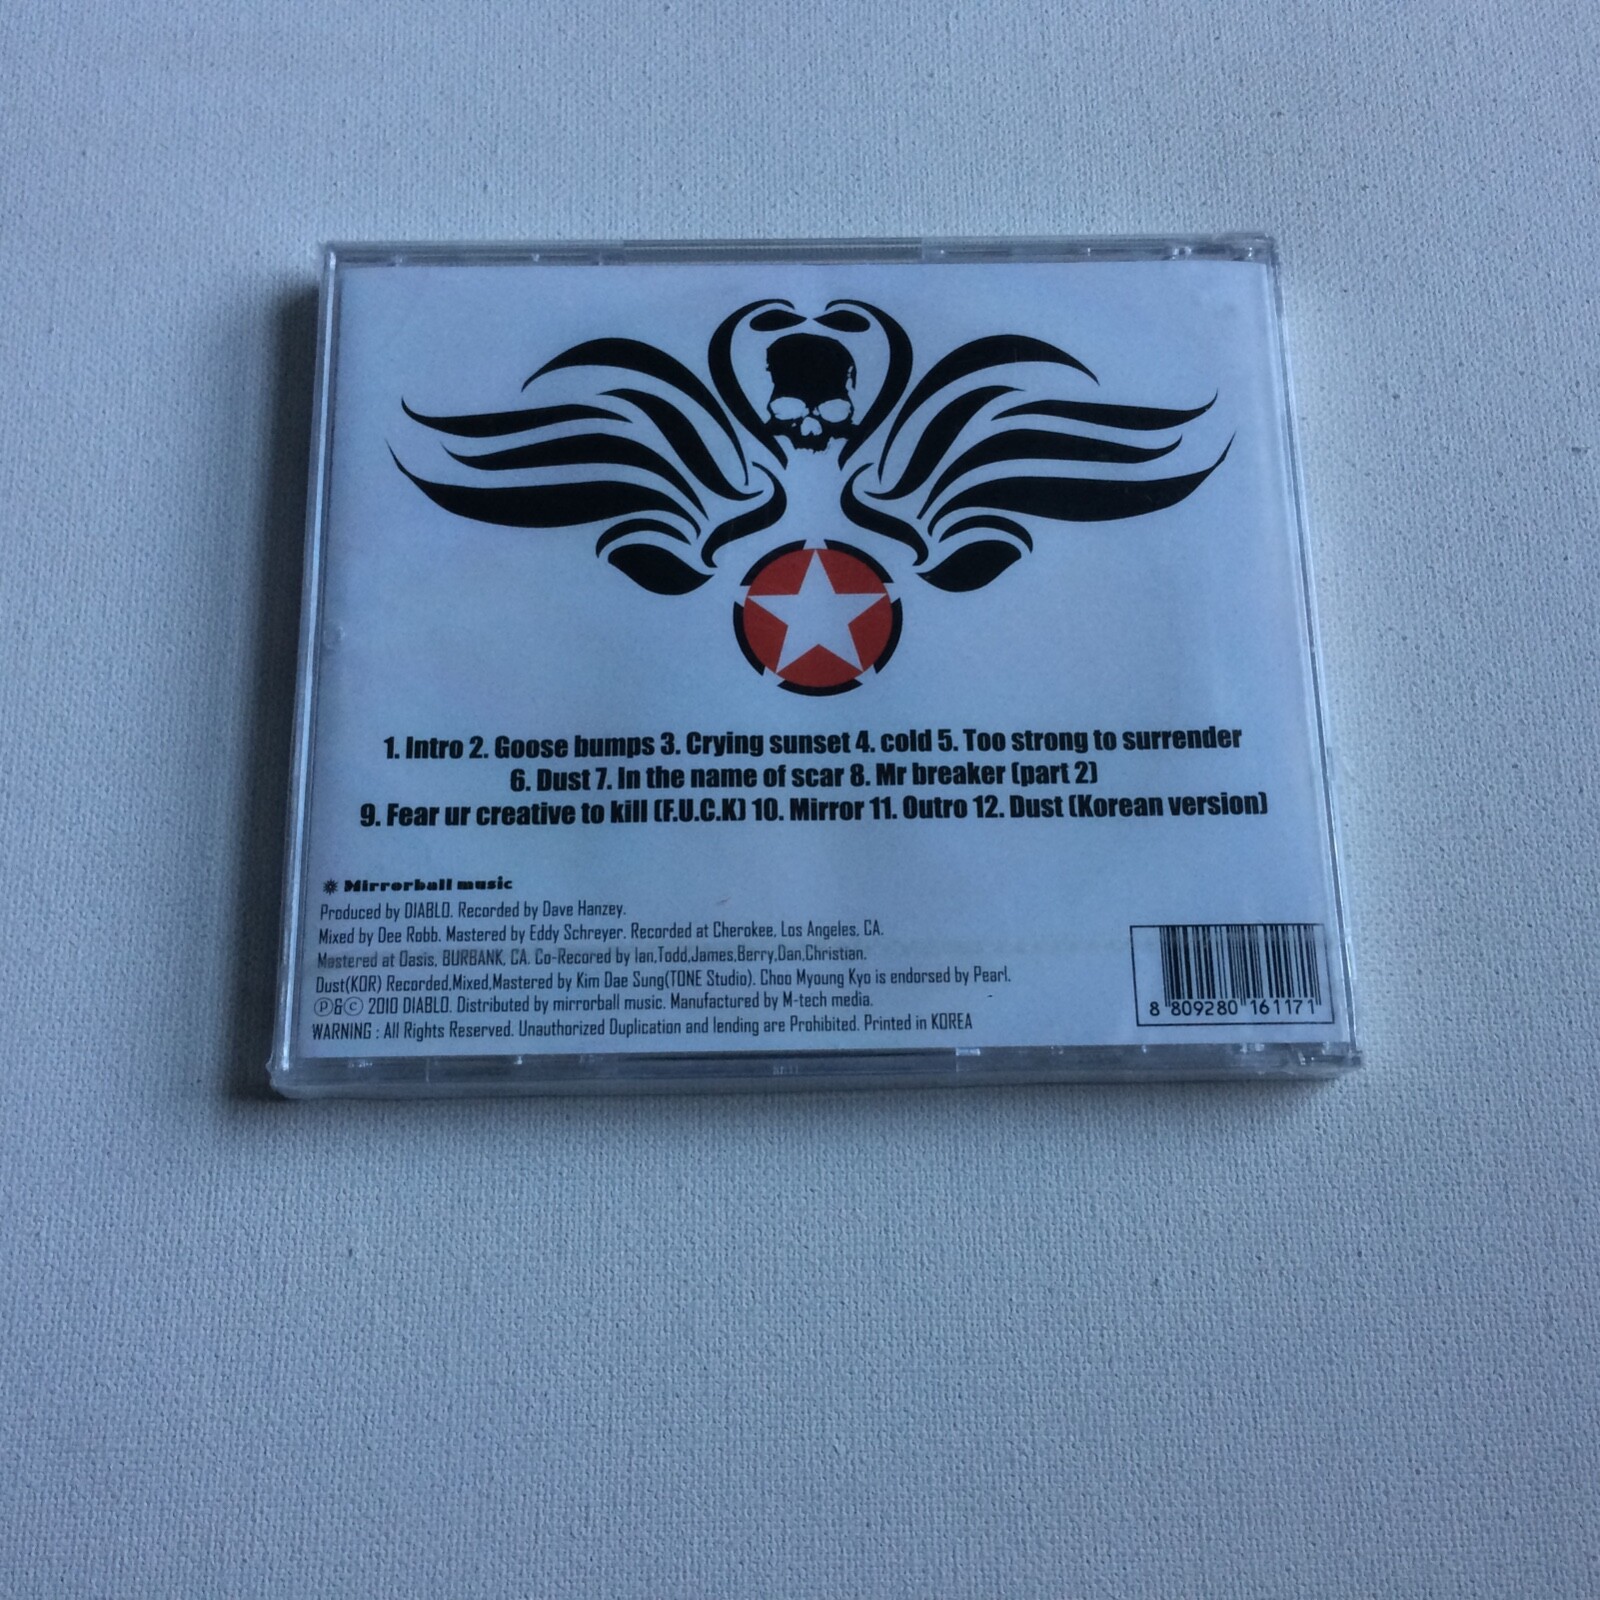 1. Intro 2. Goose bumps 3. Crying sunset 4. cold 5. Too strong to surrender
6. Dust 7. In the name of scar 8. Mr breaker (part 2)
9. Fear ur creative to kill (F.U.C.K) 10. Mirror 11. Outro 12. Dust (Korean version)
Mirrorball music
Produced by DIABLO. Recorded by Dave Hanzey.
Mixed by Dee Robb. Mastered by Eddy Schreyer. Recorded at Cherokee, Los Angeles, CA.
Mastered at Oasis, BURBANK, CA. Co-Recored by Ian,Todd,James,Berry,Dan,Christian.
Dust(KOR) Recorded,Mixed,Mastered by Kim Dae Sung(TONE Studio). Choo Myoung Kyo is endorsed by Pearl.
Ⓟ&ⓒ 2010 DIABLO. Distributed by mirrorball music. Manufactured by M-tech media.
WARNING : All Rights Reserved. Unauthorized Duplication and lending are Prohibited. Printed in KOREA
8 809280 161171